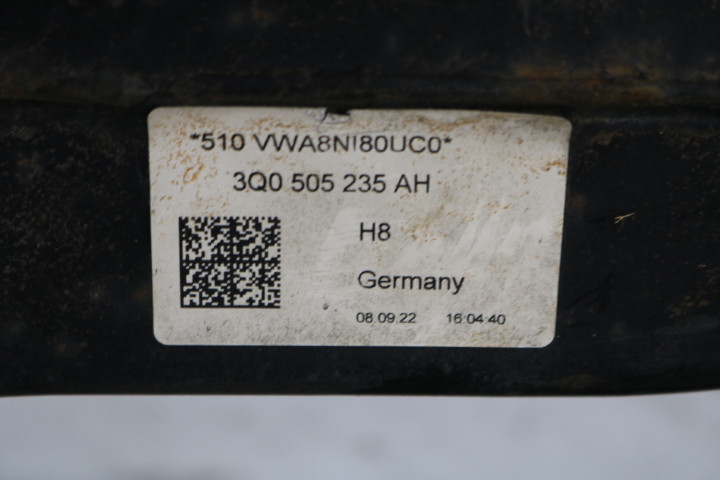 *510 VWA8NI80UC0*
3Q0 505 235 AH
H8
Germany
08.09.22 16:04:40